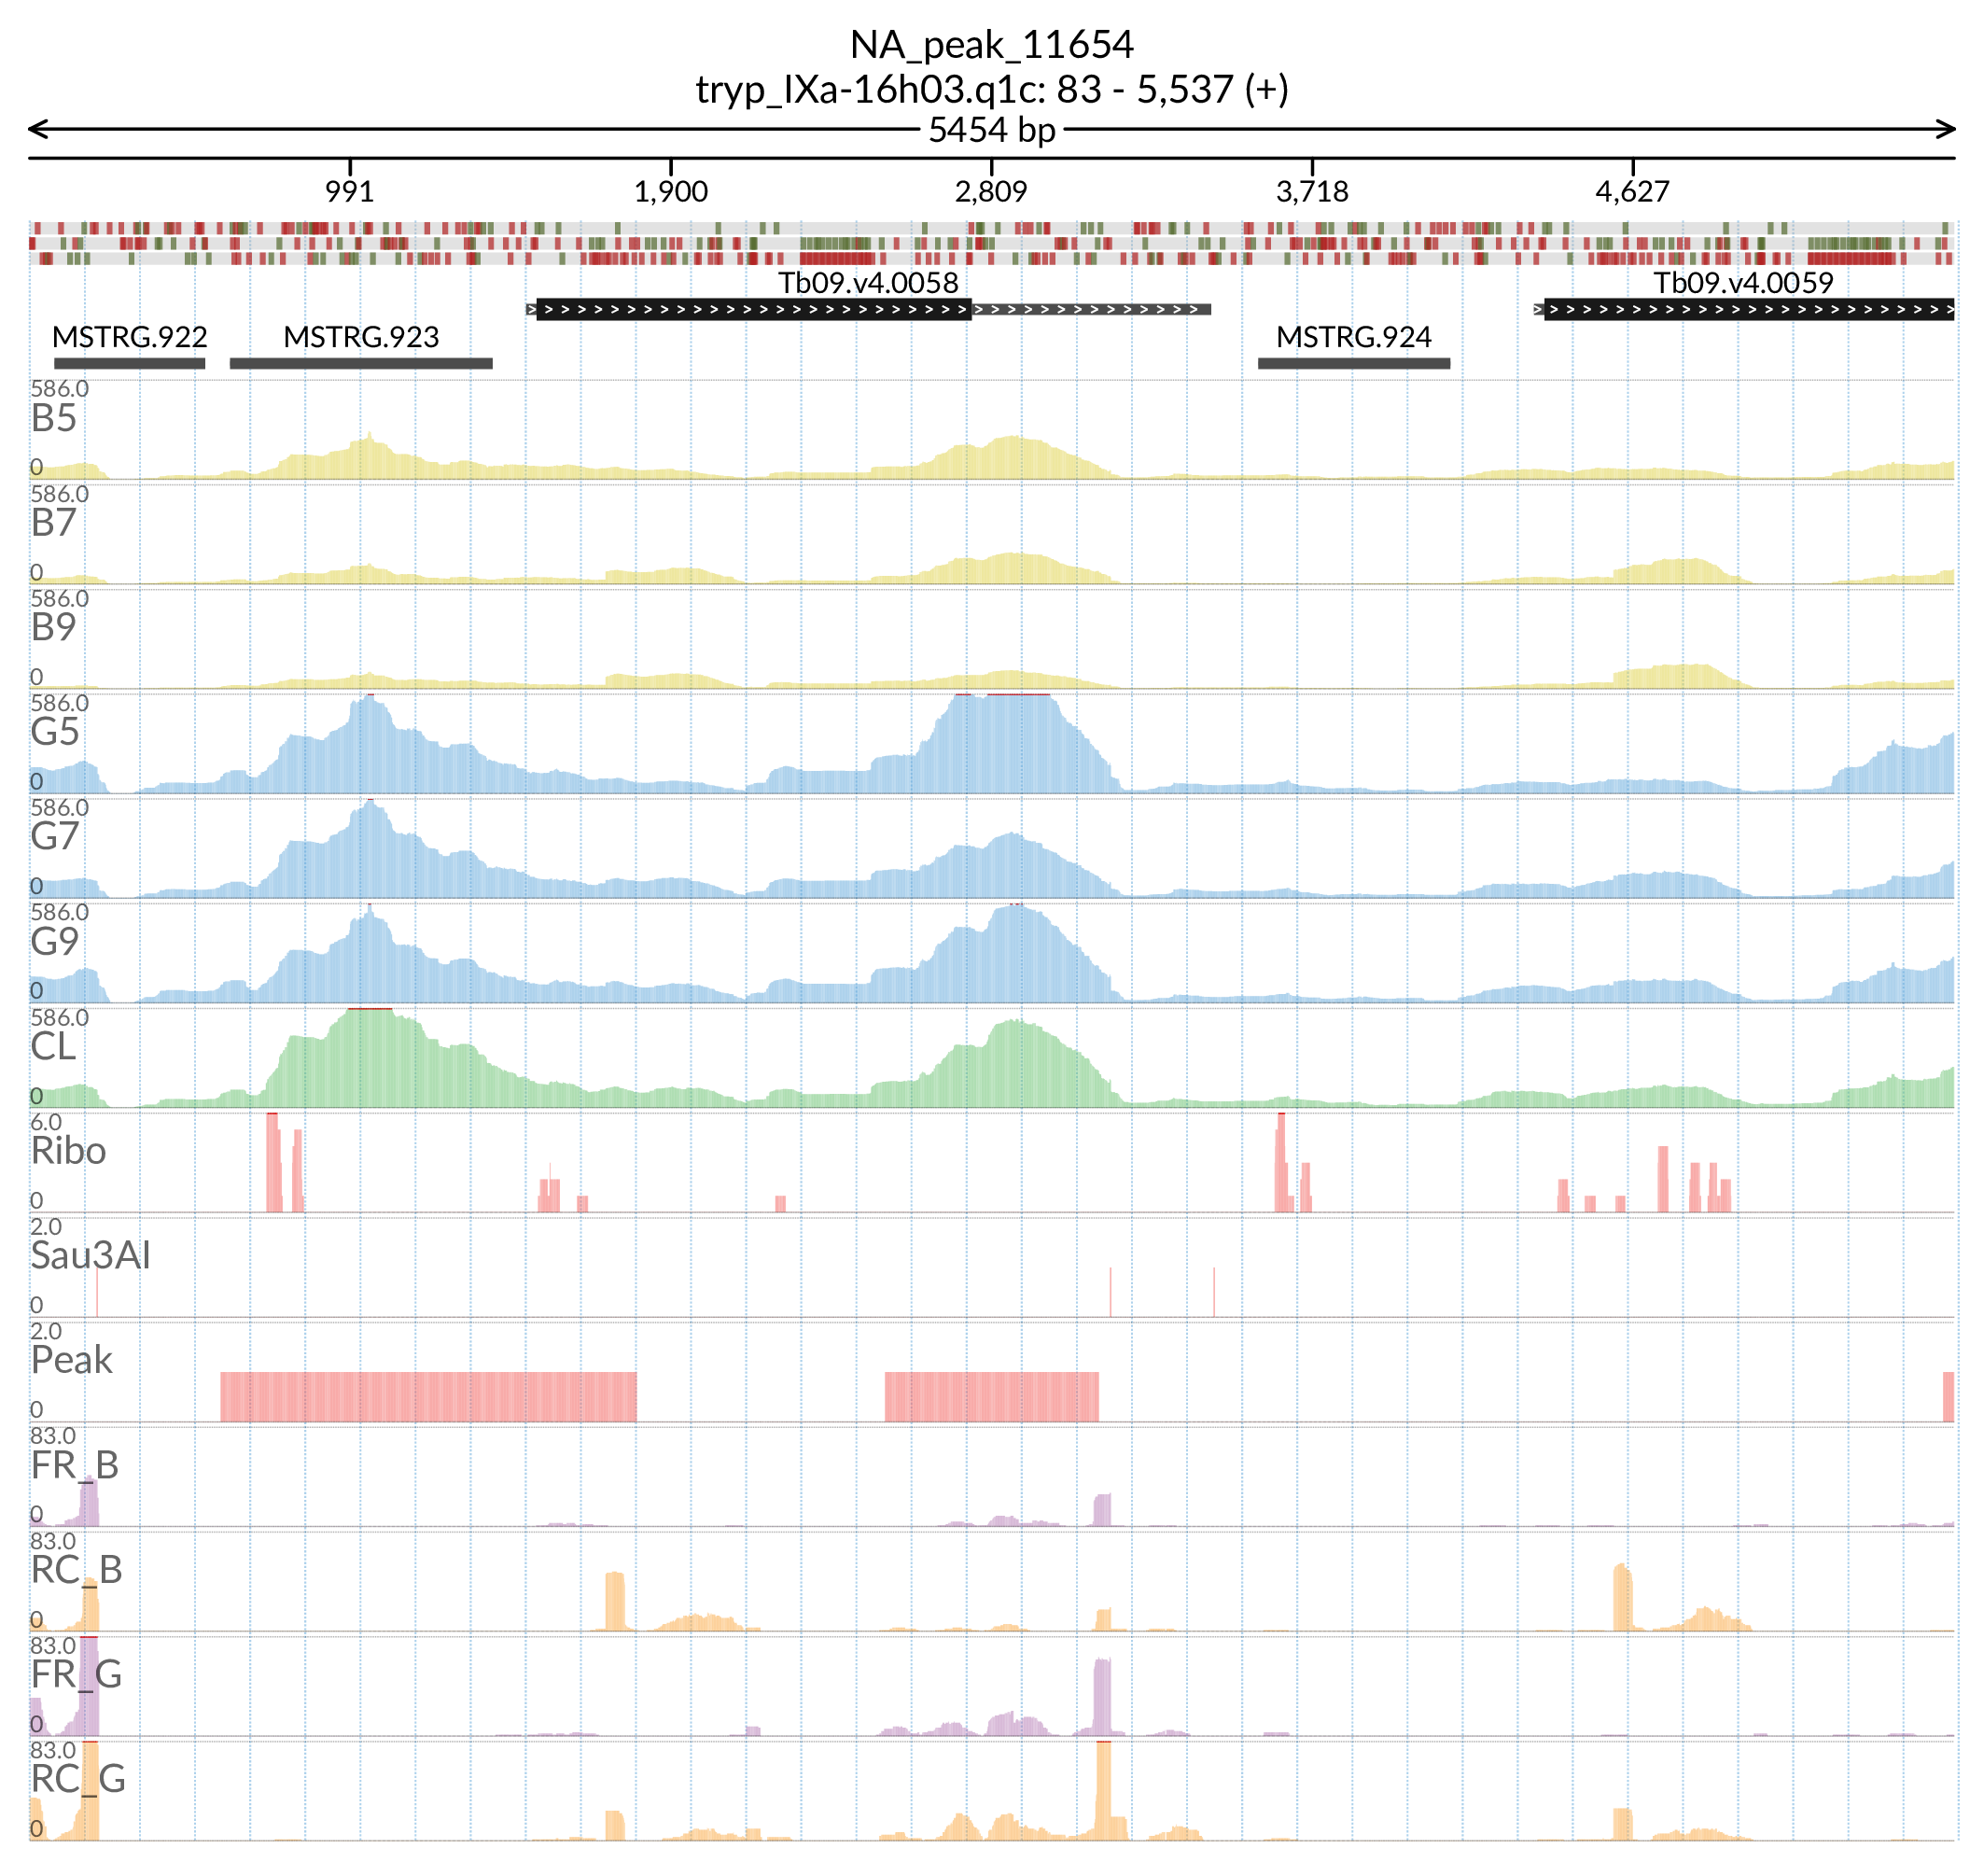 NA_peak_11654
tryp_IXa-16h03.q1c: 83 - 5,537 (+)
5454 bp
991 1,900 2,809 3,718 4,627
Tb09.v4.0058 Tb09.v4.0059
MSTRG.922 MSTRG.923 MSTRG.924
586.0
B5
0
586.0
B7
0
586.0
B9
0
586.0
G5
0
586.0
G7
0
586.0
G9
0
586.0
CL
0
6.0
Ribo
0
2.0
Sau3AI
0
2.0
Peak
0
83.0
FR_B
0
83.0
RC_B
0
83.0
FR_G
0
83.0
RC_G
0